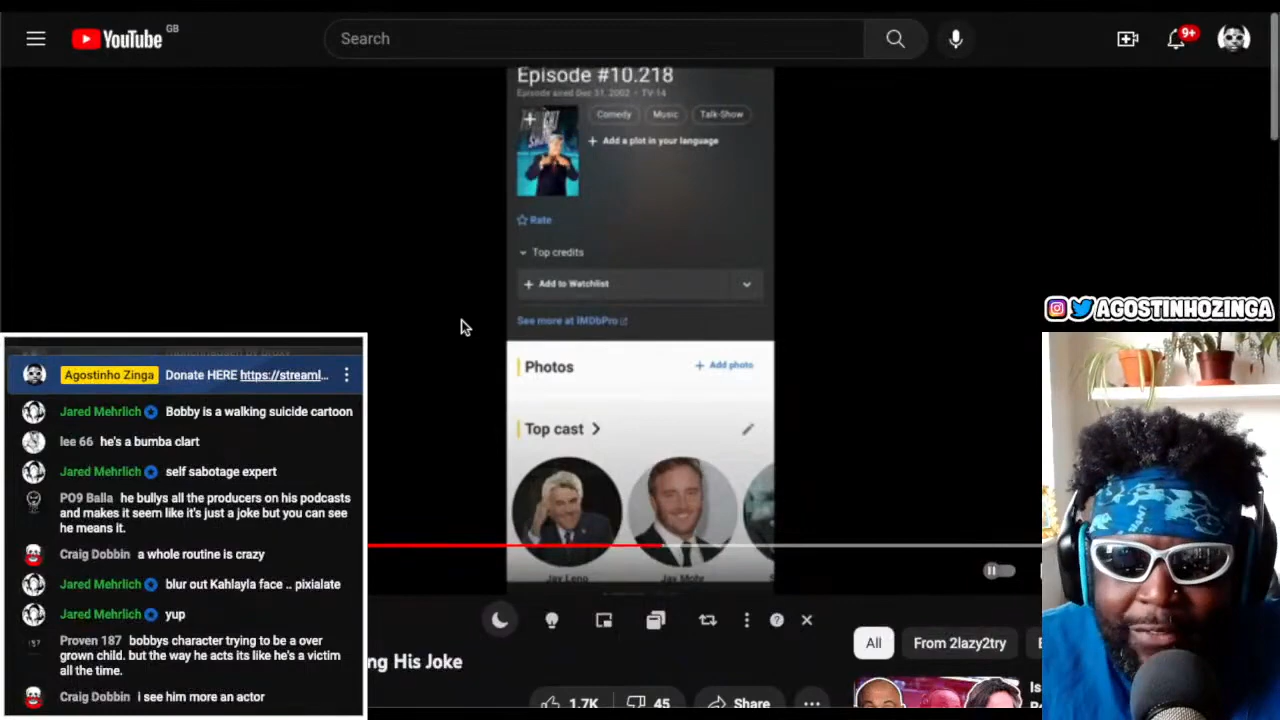 YouTube GB
Search
9+
Episode #10.218
Episode aired Dec 31, 2002 • TV-14
Comedy Music Talk-Show
+ Add a plot in your language
Rate
Top credits
+ Add to Watchlist
See more at IMDbPro
Photos
+ Add photo
Top cast
Jay Leno
Jay Mohr
AGOSTINHOZINGA
Agostinho Zinga Donate HERE https://streaml...
Jared Mehrlich Bobby is a walking suicide cartoon
lee 66 he's a bumba clart
Jared Mehrlich self sabotage expert
PO9 Balla he bullys all the producers on his podcasts
and makes it seem like it's just a joke but you can see
he means it.
Craig Dobbin a whole routine is crazy
Jared Mehrlich blur out Kahlayla face .. pixialate
Jared Mehrlich yup
Proven 187 bobbys character trying to be a over
grown child. but the way he acts its like he's a victim
all the time.
Craig Dobbin i see him more an actor
ng His Joke
1.7K 45 Share
All From 2lazy2try
Is